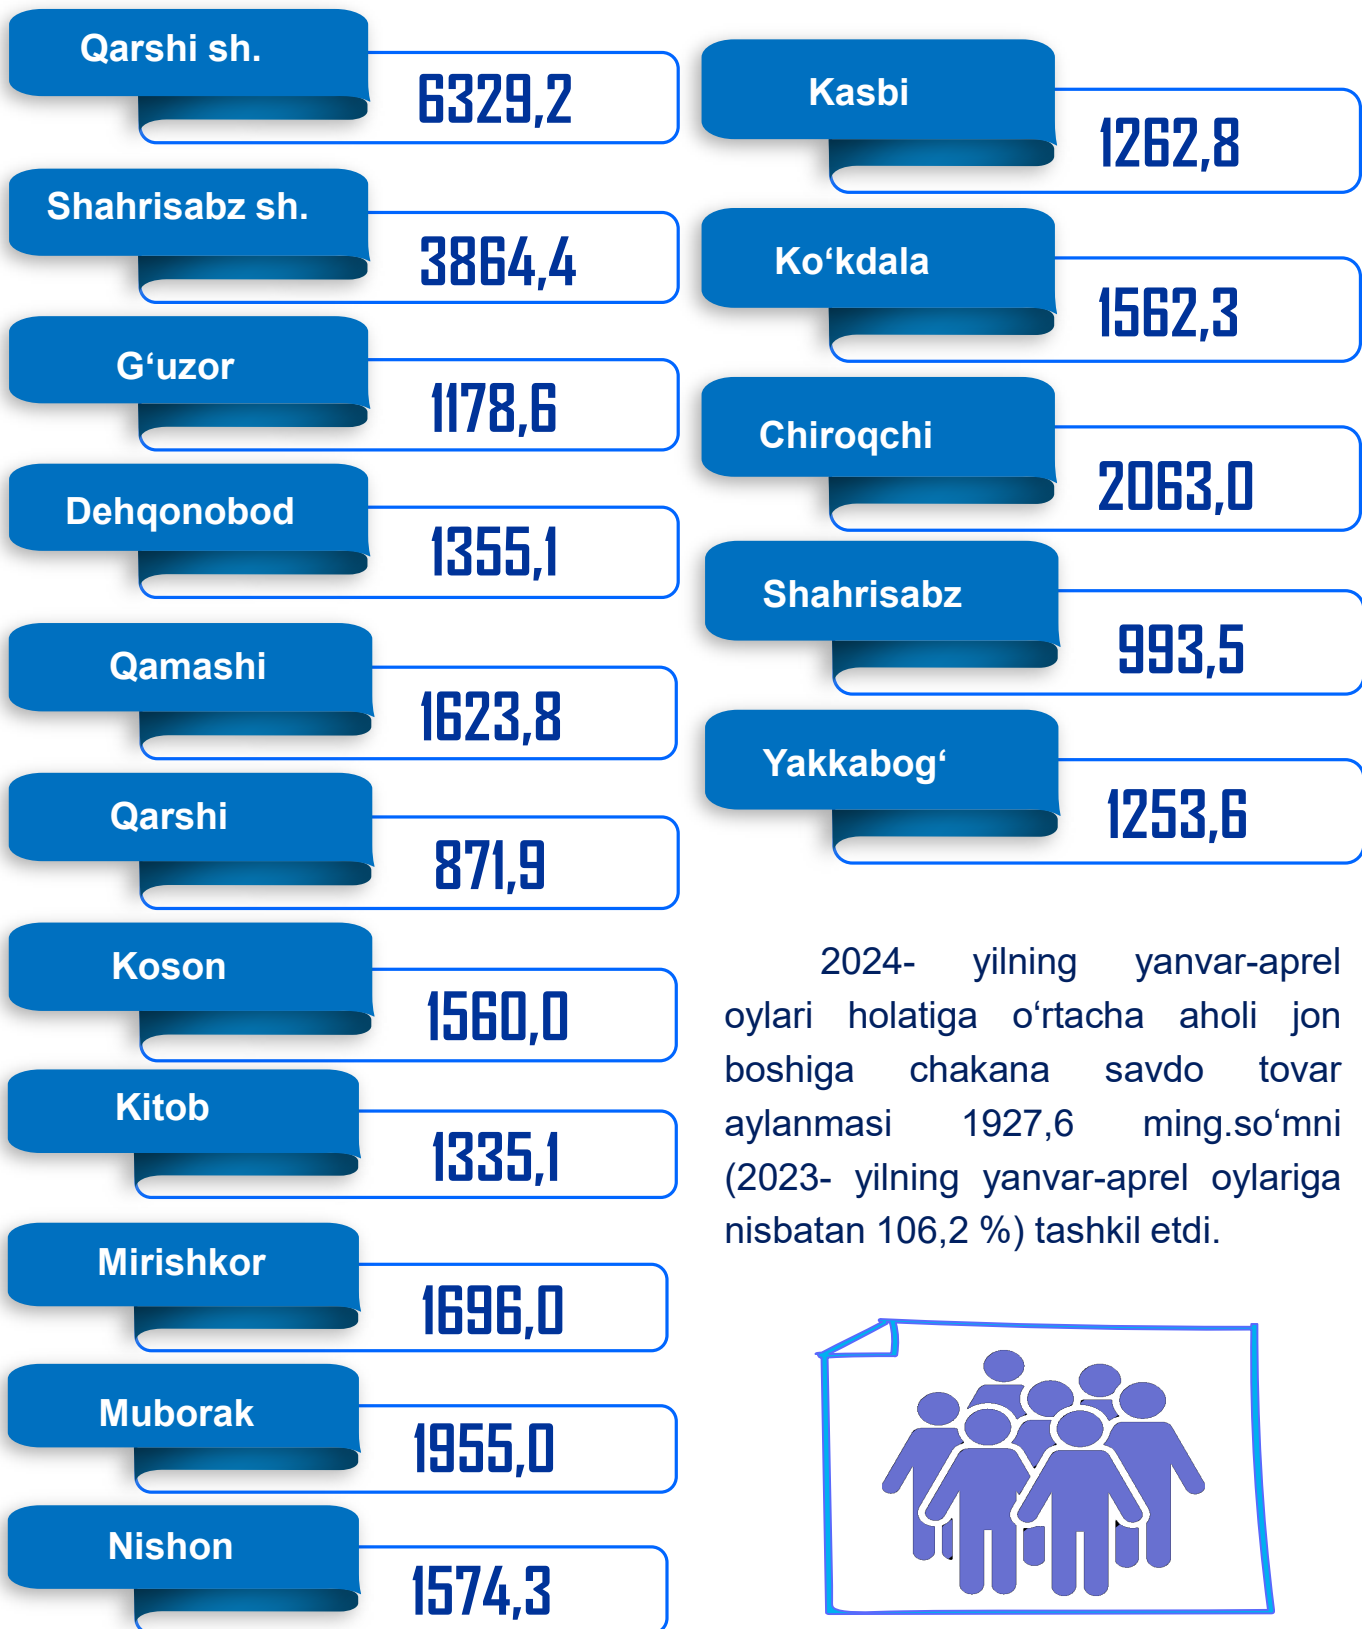 Qarshi sh.
6329,2
Shahrisabz sh.
3864,4
G‘uzor
1178,6
Dehqonobod
1355,1
Qamashi
1623,8
Qarshi
871,9
Koson
1560,0
Kitob
1335,1
Mirishkor
1696,0
Muborak
1955,0
Nishon
1574,3
Kasbi
1262,8
Ko‘kdala
1562,3
Chiroqchi
2063,0
Shahrisabz
993,5
Yakkabog‘
1253,6
2024- yilning yanvar-aprel
oylari holatiga o‘rtacha aholi jon
boshiga chakana savdo tovar
aylanmasi 1927,6 ming.so‘mni
(2023- yilning yanvar-aprel oylariga
nisbatan 106,2 %) tashkil etdi.